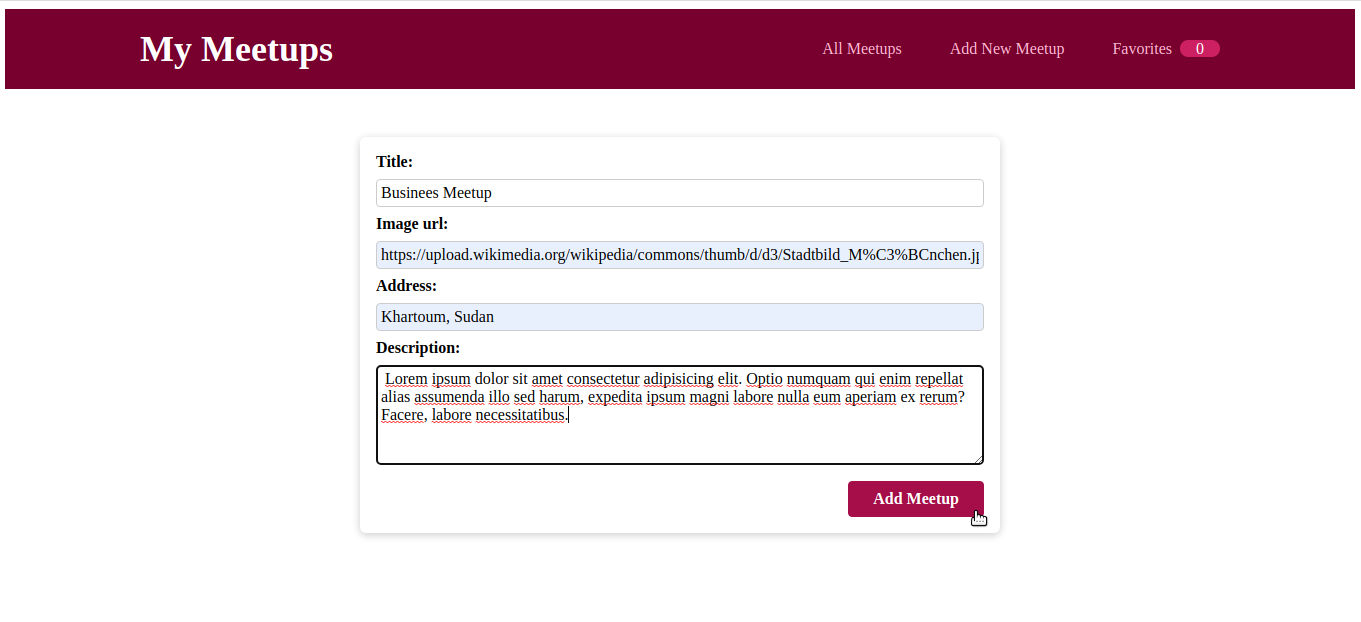 My Meetups
All Meetups
Add New Meetup
Favorites 0
Title:
Businees Meetup
Image url:
https://upload.wikimedia.org/wikipedia/commons/thumb/d/d3/Stadtbild_M%C3%BCnchen.j
Address:
Khartoum, Sudan
Description:
Lorem ipsum dolor sit amet consectetur adipisicing elit. Optio numquam qui enim repellat
alias assumenda illo sed harum, expedita ipsum magni labore nulla eum aperiam ex rerum?
Facere, labore necessitatibus.
Add Meetup